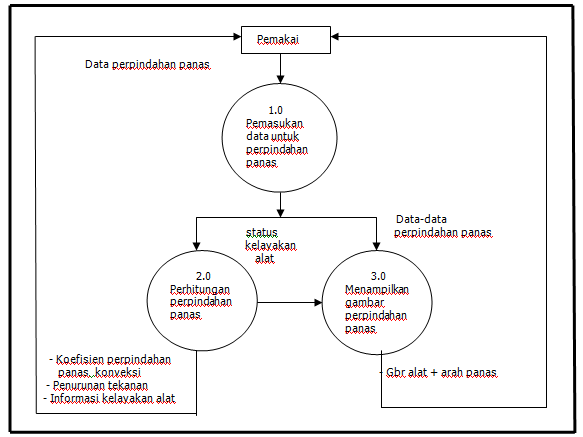 Pemakai
Data perpindahan panas
1.0
Pemasukan
data untuk
perpindahan
panas
status
kelayakan
alat
Data-data
perpindahan panas
2.0
Perhitungan
perpindahan
panas
3.0
Menampilkan
gambar
perpindahan
panas
- Koefisien perpindahan
panas konveksi
- Penurunan tekanan
- Informasi kelayakan alat
- Gbr alat + arah panas